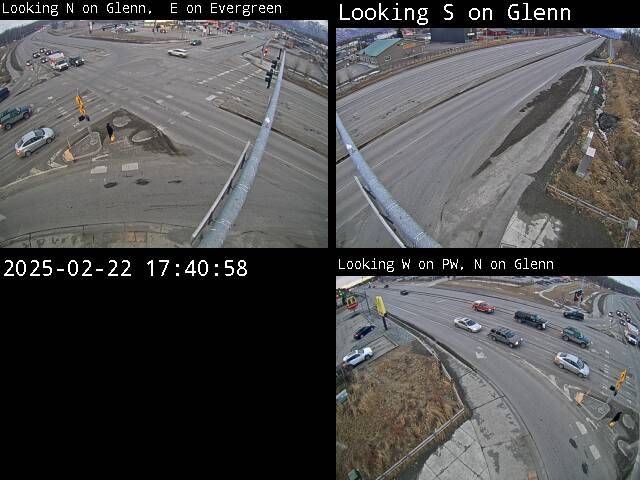 Looking N on Glenn,  E on Evergreen
Looking S on Glenn
2025-02-22 17:40:58
Looking W on PW, N on Glenn